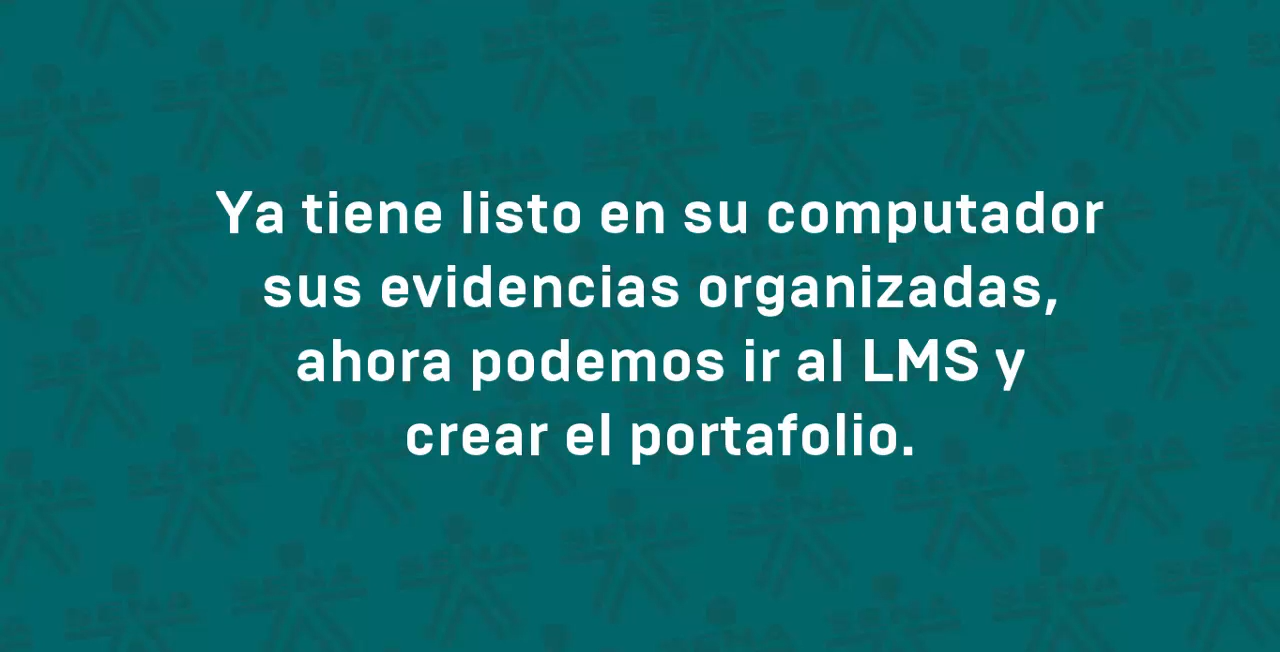 Ya tiene listo en su computador
sus evidencias organizadas,
ahora podemos ir al LMS y
crear el portafolio.